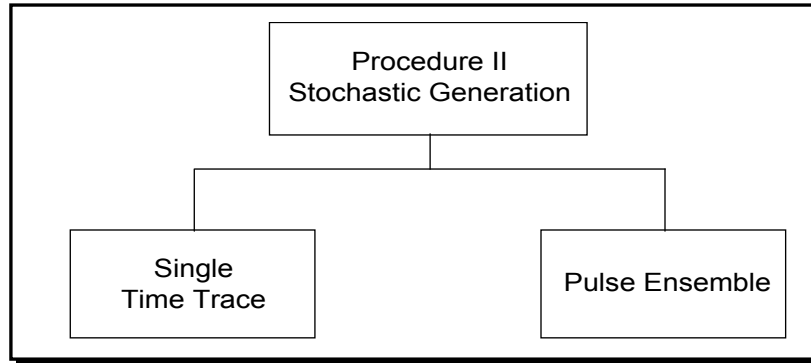 Procedure II
Stochastic Generation
Single
Time Trace
Pulse Ensemble